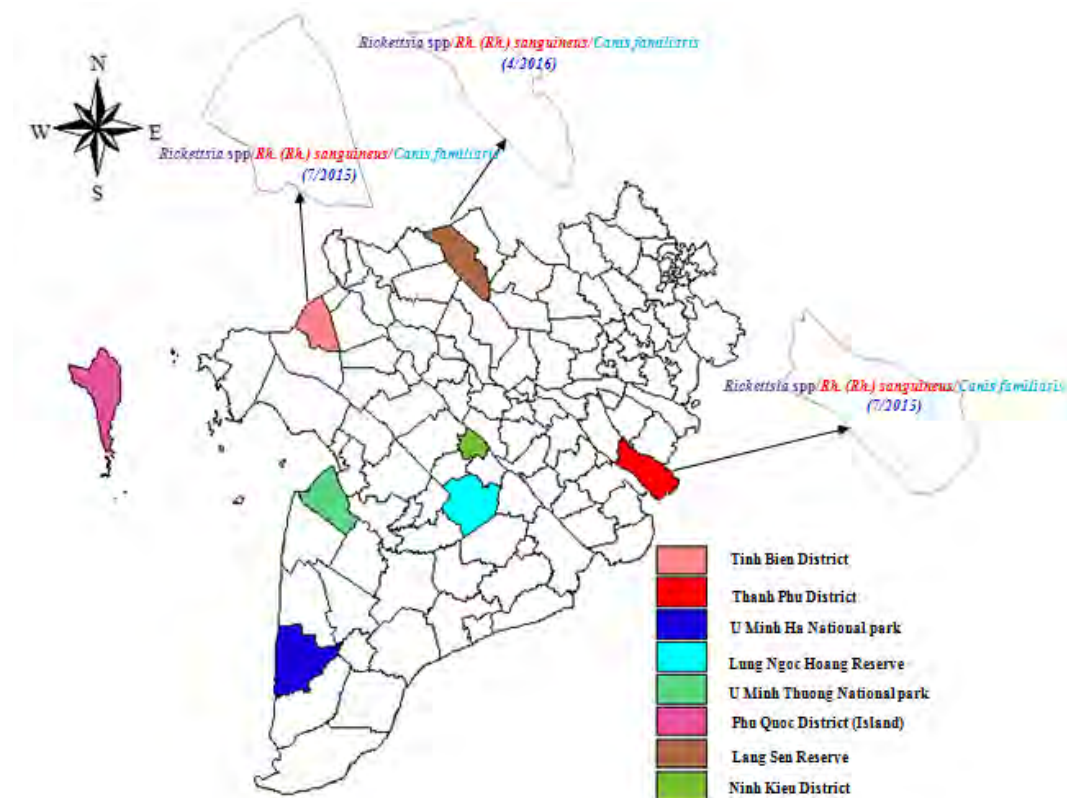 Rickettsia spp/Rh. (Rh.) sanguineus/Canis familiaris
(4/2016)
N
W
E
S
Rickettsia spp/Rh. (Rh.) sanguineus/Canis familiaris
(7/2015)
Rickettsia spp/Rh. (Rh.) sanguineus/Canis familiaris
(7/2015)
Tinh Bien District
Thanh Phu District
U Minh Ha National park
Lung Ngoc Hoang Reserve
U Minh Thuong National park
Phu Quoc District (Island)
Lang Sen Reserve
Ninh Kieu District